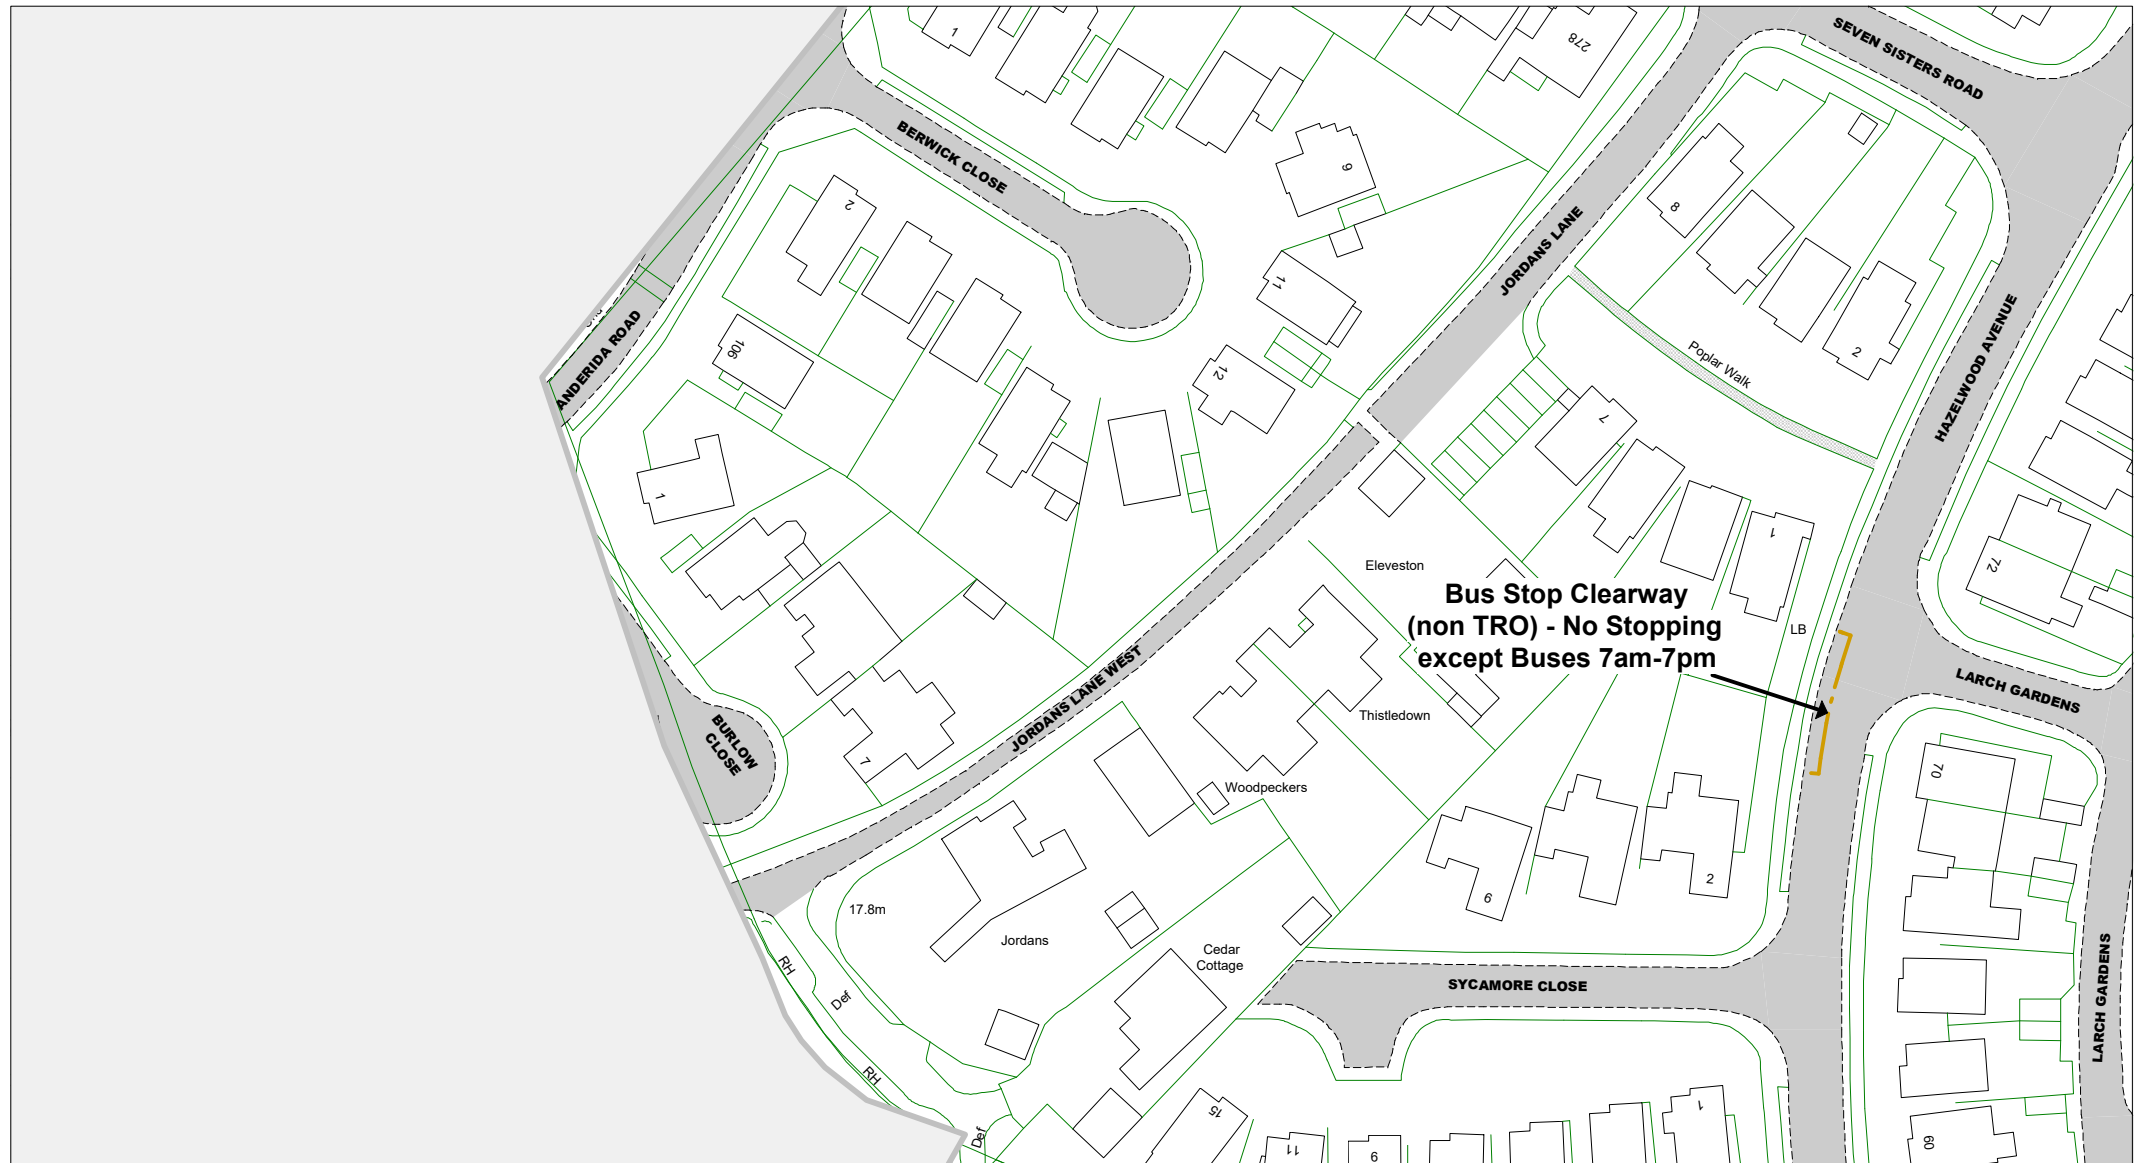 SEVEN SISTERS ROAD
1
278
BERWICK CLOSE
9
8
2
JORDANS LANE
11
2
HAZELWOOD AVENUE
ANDERIDA ROAD
106
Poplar Walk
12
7
1
1
72
Eleveston
Bus Stop Clearway
(non TRO) - No Stopping
except Buses 7am-7pm
LB
JORDANS LANE WEST
LARCH GARDENS
Thistledown
BURLOW
CLOSE
7
Woodpeckers
70
2
6
17.8m
Jordans
Cedar
Cottage
RH
Def
SYCAMORE CLOSE
LARCH GARDENS
RH
15
1
Def
11
9
60